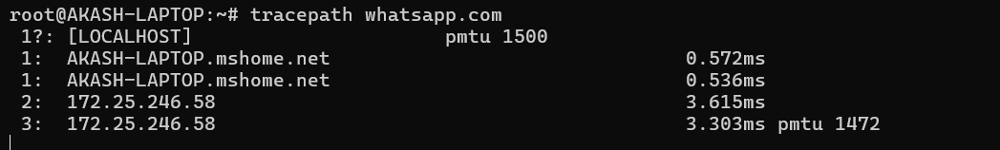 root@AKASH-LAPTOP:~# tracepath whatsapp.com
1?: [LOCALHOST] pmtu 1500
1: AKASH-LAPTOP.mshome.net 0.572ms
1: AKASH-LAPTOP.mshome.net 0.536ms
2: 172.25.246.58 3.615ms
3: 172.25.246.58 3.303ms pmtu 1472